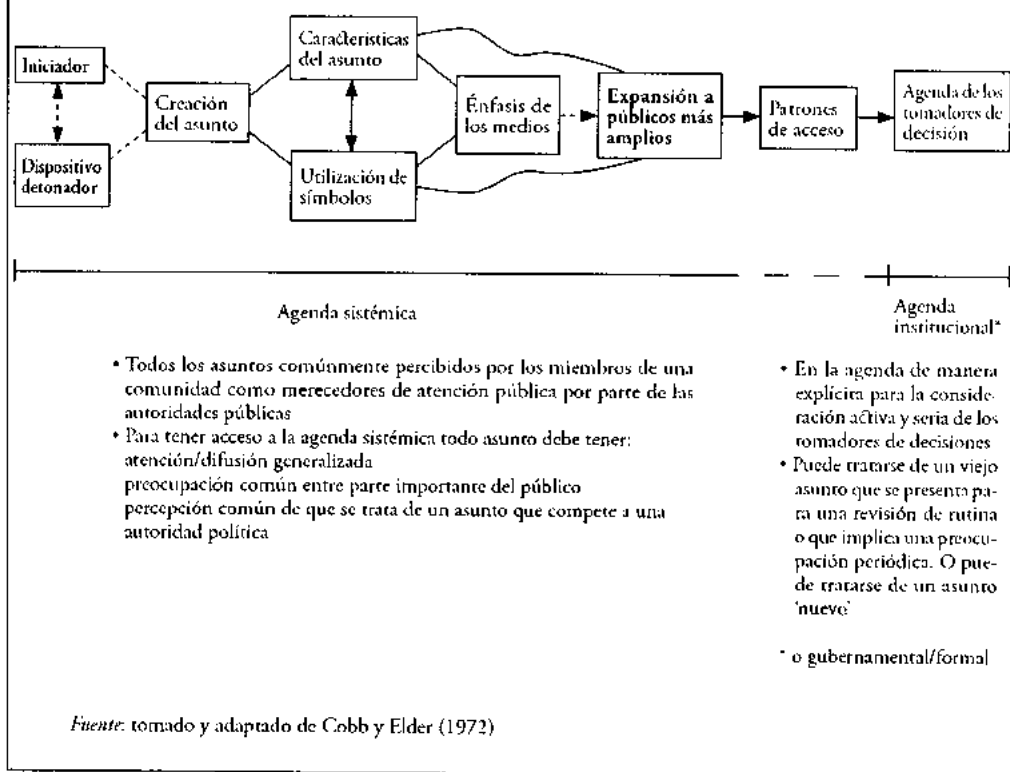 Iniciador
Dispositivo
detonador
Creación
del asunto
Características
del asunto
Utilización de
símbolos
Énfasis de
los medios
Expansión a
públicos más
amplios
Patrones
de acceso
Agenda de los
tomadores de
decisión
Agenda sistémica
• Todos los asuntos comúnmente percibidos por los miembros de una
comunidad como merecedores de atención pública por parte de las
autoridades públicas
• Para tener acceso a la agenda sistémica todo asunto debe tener:
atención/difusión generalizada
preocupación común entre parte importante del público
percepción común de que se trata de un asunto que compete a una
autoridad política
Agenda
institucional*
• En la agenda de manera
explícita para la conside-
ración activa y seria de los
tomadores de decisiones
• Puede tratarse de un viejo
asunto que se presenta pa-
ra una revisión de rutina
o que implica una preocu-
pación periódica. O pue-
de tratarse de un asunto
'nuevo'
* o gubernamental/formal
Fuente: tomado y adaptado de Cobb y Elder (1972)